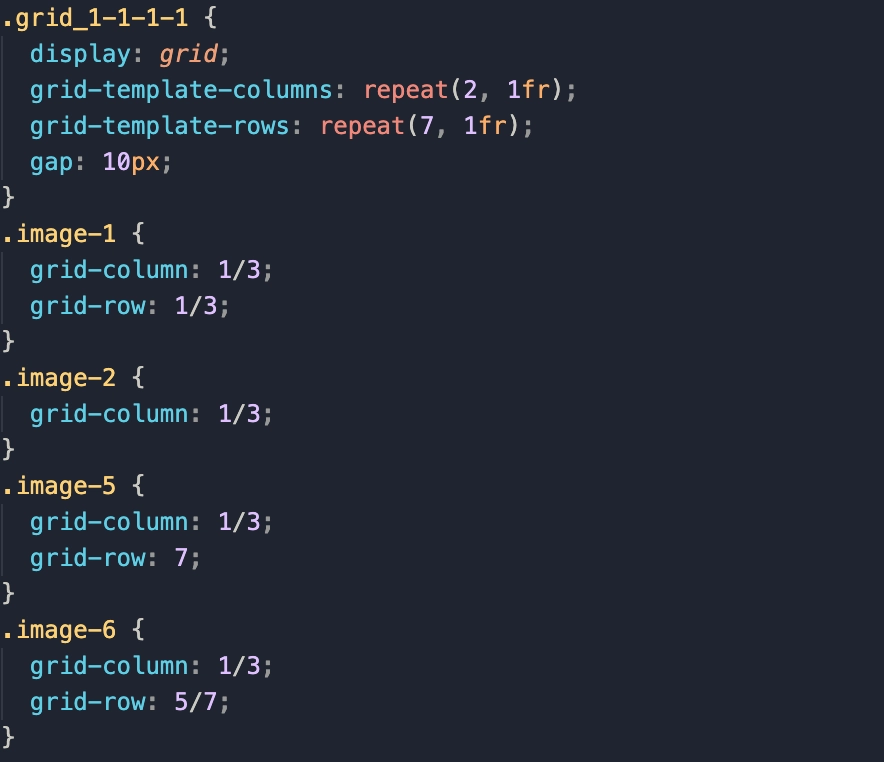 .grid_1-1-1-1 {
  display: grid;
  grid-template-columns: repeat(2, 1fr);
  grid-template-rows: repeat(7, 1fr);
  gap: 10px;
}
.image-1 {
  grid-column: 1/3;
  grid-row: 1/3;
}
.image-2 {
  grid-column: 1/3;
}
.image-5 {
  grid-column: 1/3;
  grid-row: 7;
}
.image-6 {
  grid-column: 1/3;
  grid-row: 5/7;
}